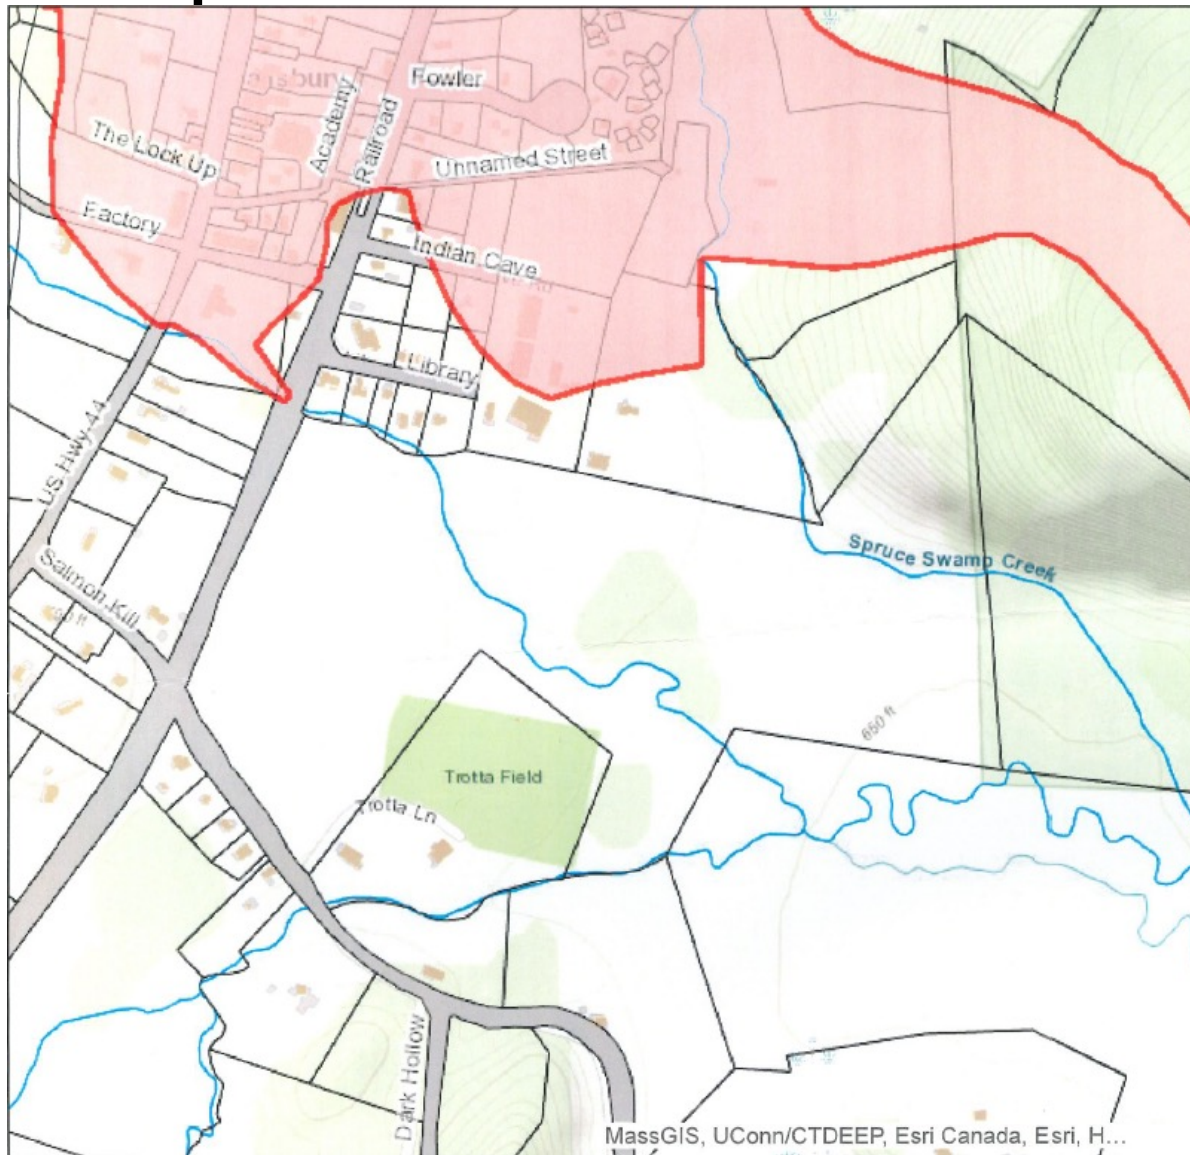 Fowler
Academy
Railroad
The Lock Up
Unnamed Street
Factory
Indian Cave
Library
US Hwy 44
Salmon Kill
Spruce Swamp Creek
650 ft
Trotta Field
Trotta Ln
Dark Hollow
MassGIS, UConn/CTDEEP, Esri Canada, Esri, H...